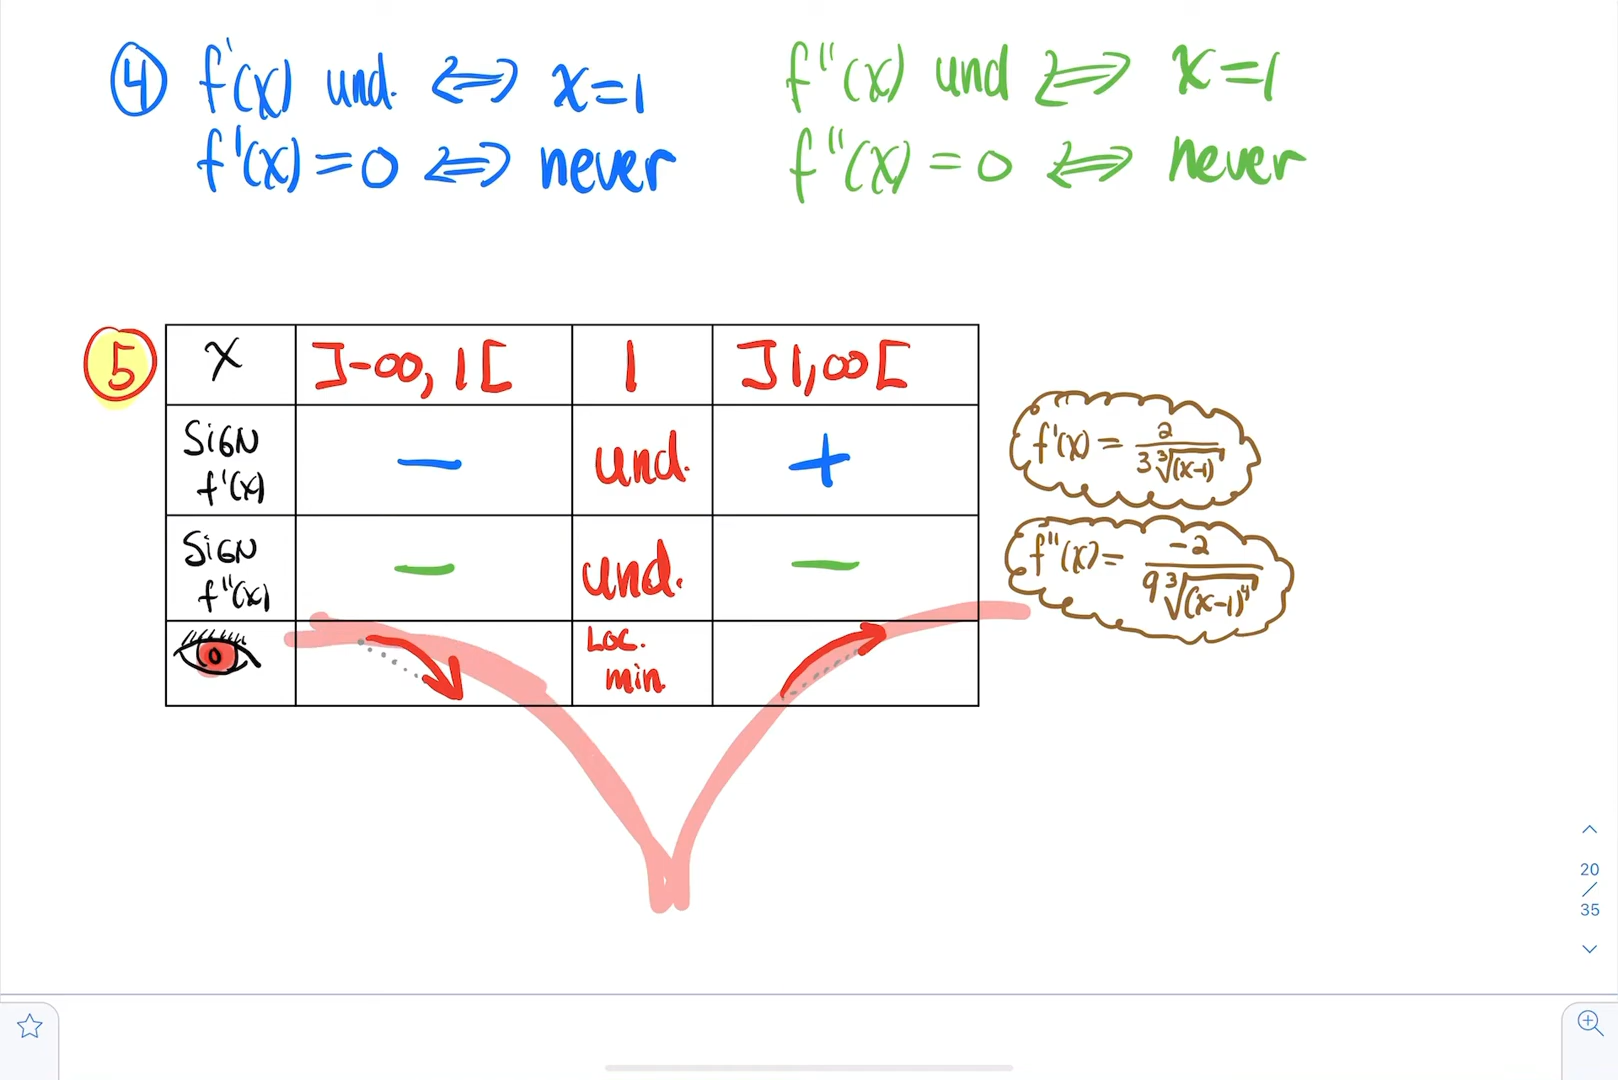 ④ f'(x) und. ⟺ x=1
f'(x) = 0 ⟺ never
f''(x) und ⟺ x=1
f''(x) = 0 ⟺ never
⑤
x ]-∞, 1[ 1 ]1, ∞[
SiGN f'(x) − und. +
SiGN f''(x) − und. −
Loc. min.
f'(x) = 2 / 3∛(x-1)
f''(x) = -2 / 9∛(x-1)⁴
20
/
35